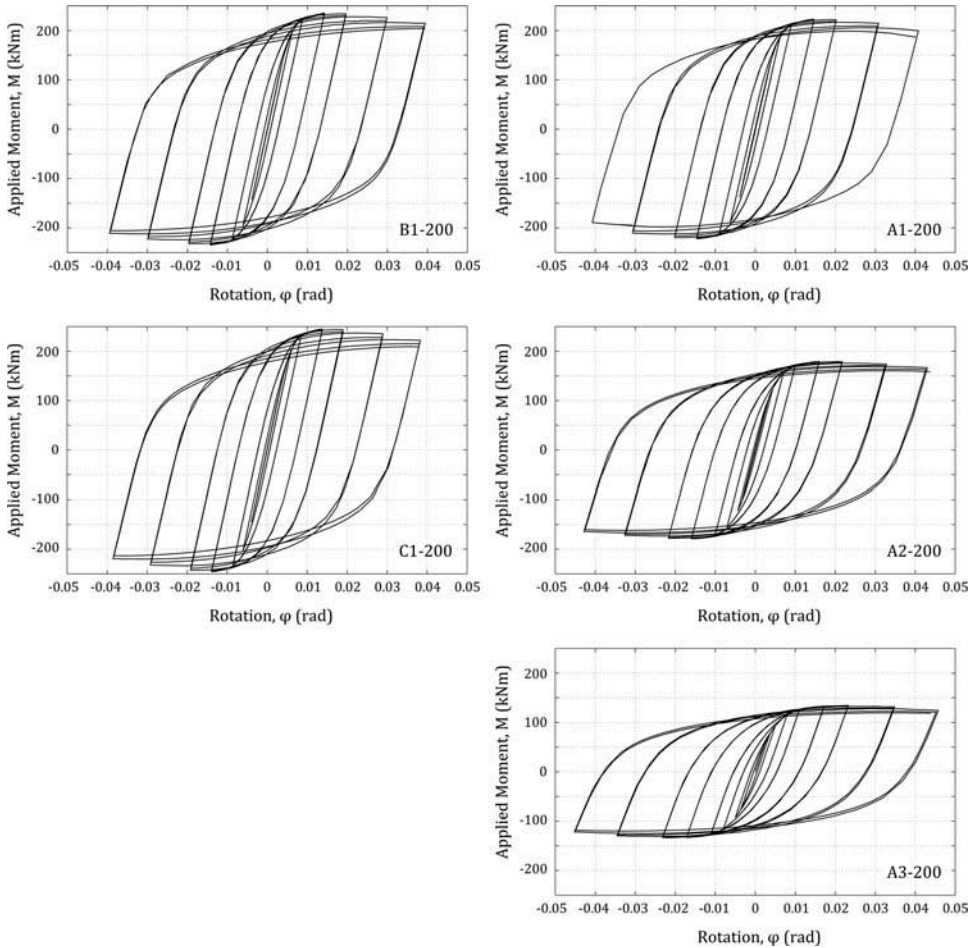 200
100
0
-100
-200
Applied Moment, M (kNm)
B1-200
-0.05 -0.04 -0.03 -0.02 -0.01 0 0.01 0.02 0.03 0.04 0.05
Rotation, φ (rad)
200
100
0
-100
-200
Applied Moment, M (kNm)
A1-200
-0.05 -0.04 -0.03 -0.02 -0.01 0 0.01 0.02 0.03 0.04 0.05
Rotation, φ (rad)
200
100
0
-100
-200
Applied Moment, M (kNm)
C1-200
-0.05 -0.04 -0.03 -0.02 -0.01 0 0.01 0.02 0.03 0.04 0.05
Rotation, φ (rad)
200
100
0
-100
-200
Applied Moment, M (kNm)
A2-200
-0.05 -0.04 -0.03 -0.02 -0.01 0 0.01 0.02 0.03 0.04 0.05
Rotation, φ (rad)
200
100
0
-100
-200
Applied Moment, M (kNm)
A3-200
-0.05 -0.04 -0.03 -0.02 -0.01 0 0.01 0.02 0.03 0.04 0.05
Rotation, φ (rad)